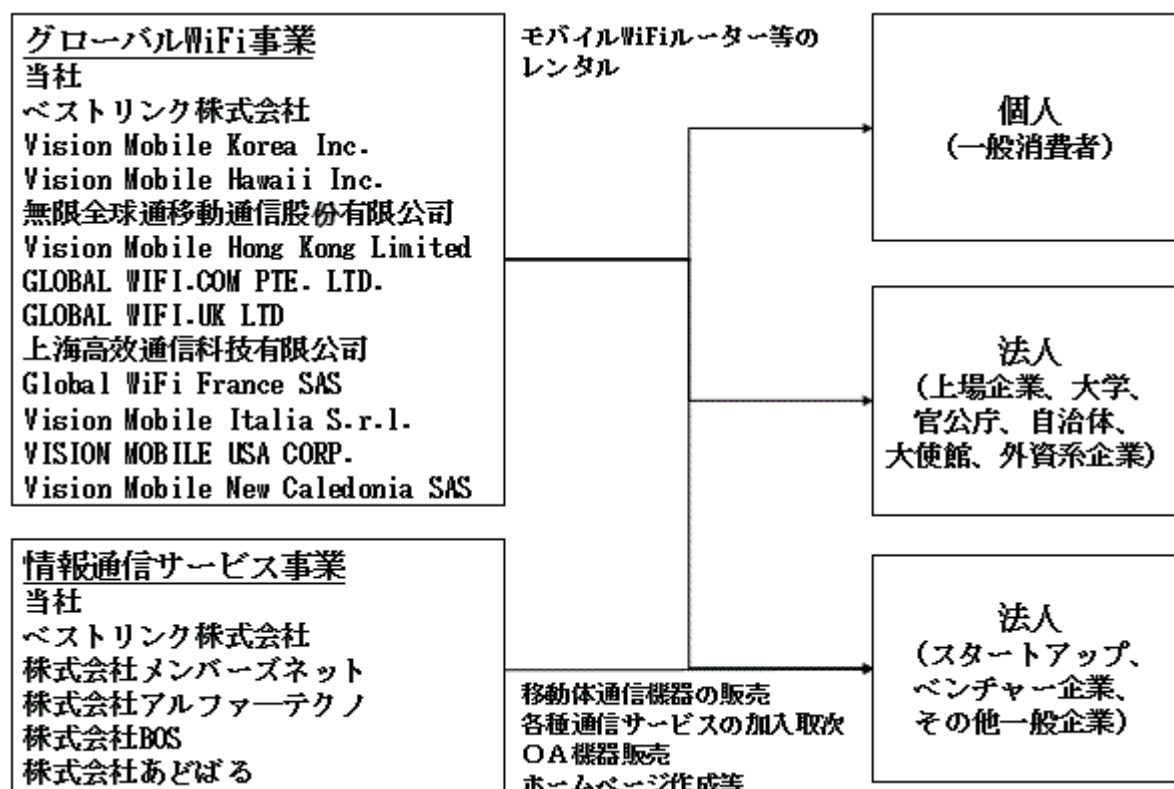 グローバルWiFi事業
当社
ベストリンク株式会社
Vision Mobile Korea Inc.
Vision Mobile Hawaii Inc.
無限全球通移動通信股份有限公司
Vision Mobile Hong Kong Limited
GLOBAL WIFI.COM PTE. LTD.
GLOBAL WIFI.UK LTD
上海高效通信科技有限公司
Global WiFi France SAS
Vision Mobile Italia S.r.l.
VISION MOBILE USA CORP.
Vision Mobile New Caledonia SAS
モバイルWiFiルーター等の
レンタル
個人
(一般消費者)
法人
(上場企業、大学、
官公庁、自治体、
大使館、外資系企業)
情報通信サービス事業
当社
ベストリンク株式会社
株式会社メンバーズネット
株式会社アルファーテクノ
株式会社BOS
株式会社あどばる
移動体通信機器の販売
各種通信サービスの加入取次
OA機器販売
ホームページ作成等
法人
(スタートアップ、
ベンチャー企業、
その他一般企業)